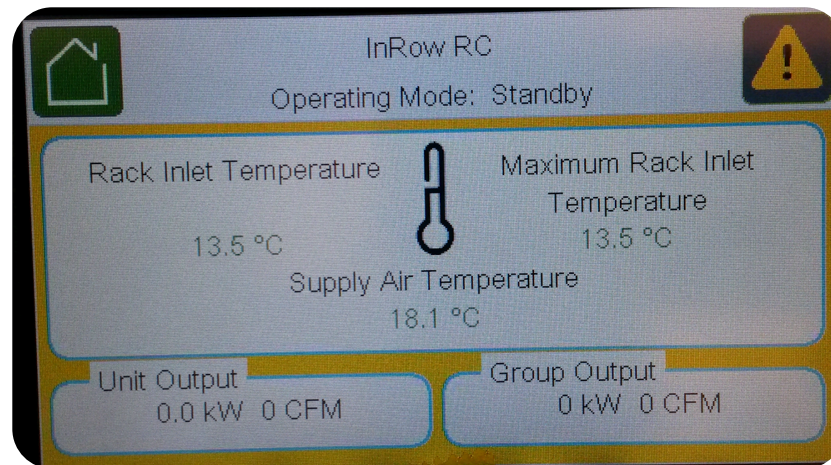 InRow RC
Operating Mode: Standby
Rack Inlet Temperature
13.5 °C
Maximum Rack Inlet
Temperature
13.5 °C
Supply Air Temperature
18.1 °C
Unit Output
0.0 kW 0 CFM
Group Output
0 kW 0 CFM